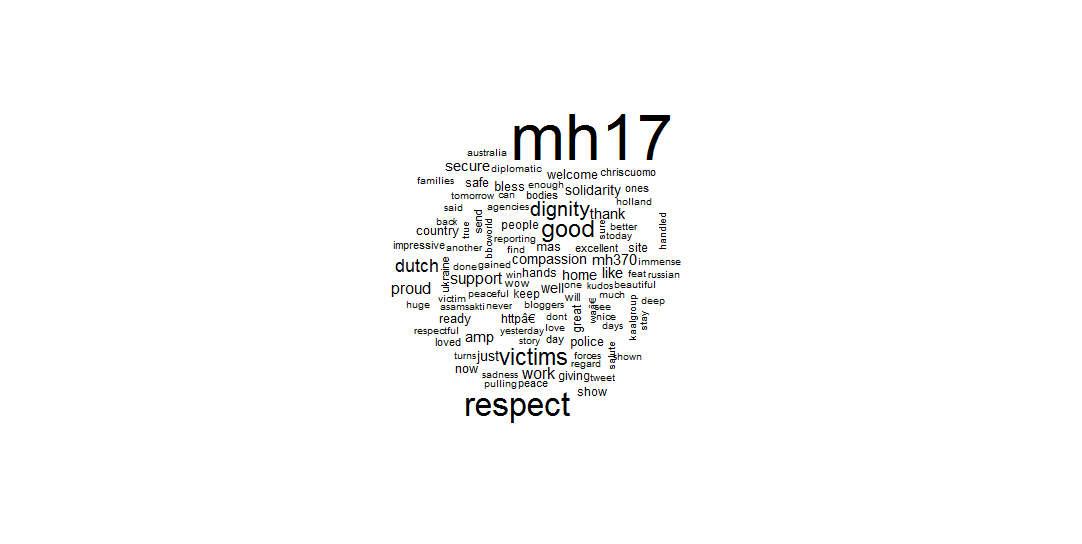 mh17
australia
secure diplomatic
welcome chriscuomo
families safe bless enough solidarity ones
tomorrow can bodies
holland
said agencies dignity thank
back true send bbcworld people good sure better handled
country
today
reporting
impressive another find mas excellent site
compassion mh370 immense
dutch ukraine done gained
support win hands home like feat russian
wow well one kudos beautiful
proud peaceful keep will much
victim see deep
huge asamsakti never bloggers great waâ€ nice kaalgroup stay
ready httpâ€ dont days
respectful yesterday love
loved amp story day police salute
turns just victims forces shown
regard
now sadness work giving tweet
pulling peace
show
respect